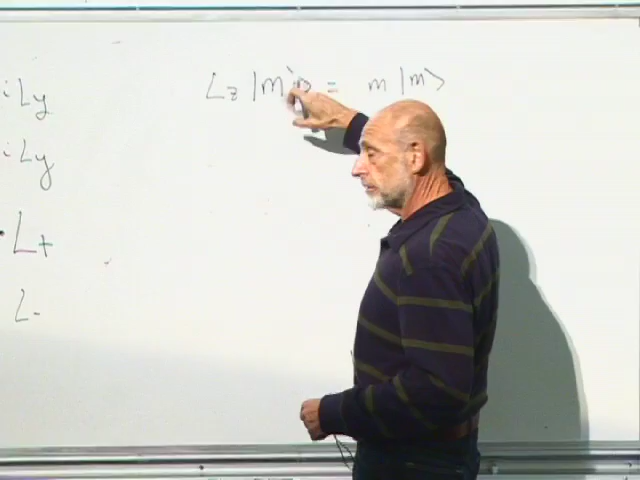 iLy
iLy
L+
L-
Lz |m> = m |m>